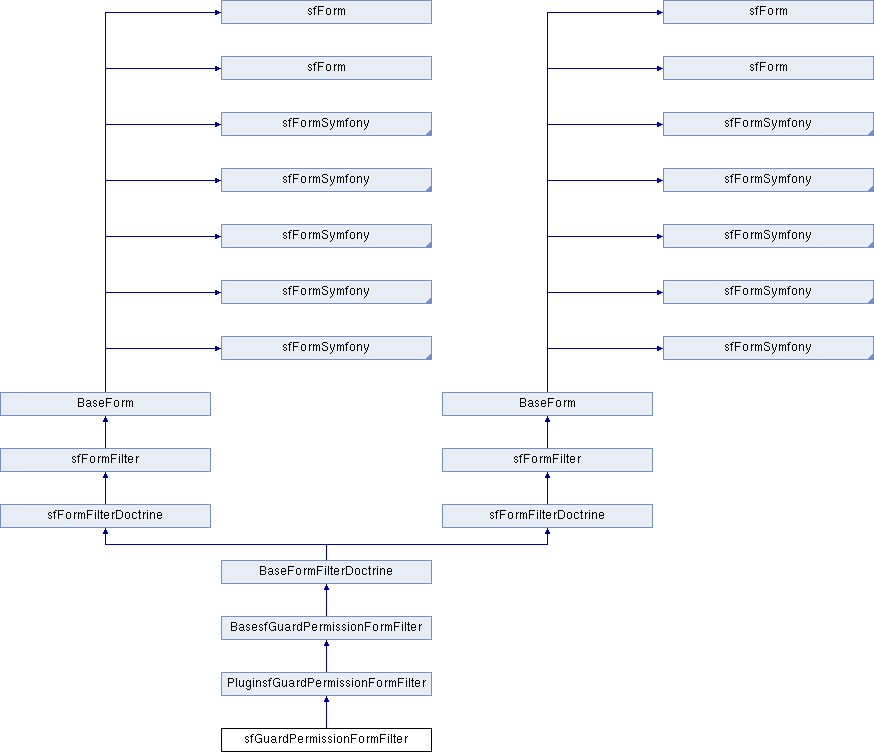 sfForm sfForm
sfForm sfForm
sfFormSymfony sfFormSymfony
sfFormSymfony sfFormSymfony
sfFormSymfony sfFormSymfony
sfFormSymfony sfFormSymfony
sfFormSymfony sfFormSymfony
BaseForm BaseForm
sfFormFilter sfFormFilter
sfFormFilterDoctrine sfFormFilterDoctrine
BaseFormFilterDoctrine
BasesfGuardPermissionFormFilter
PluginsfGuardPermissionFormFilter
sfGuardPermissionFormFilter